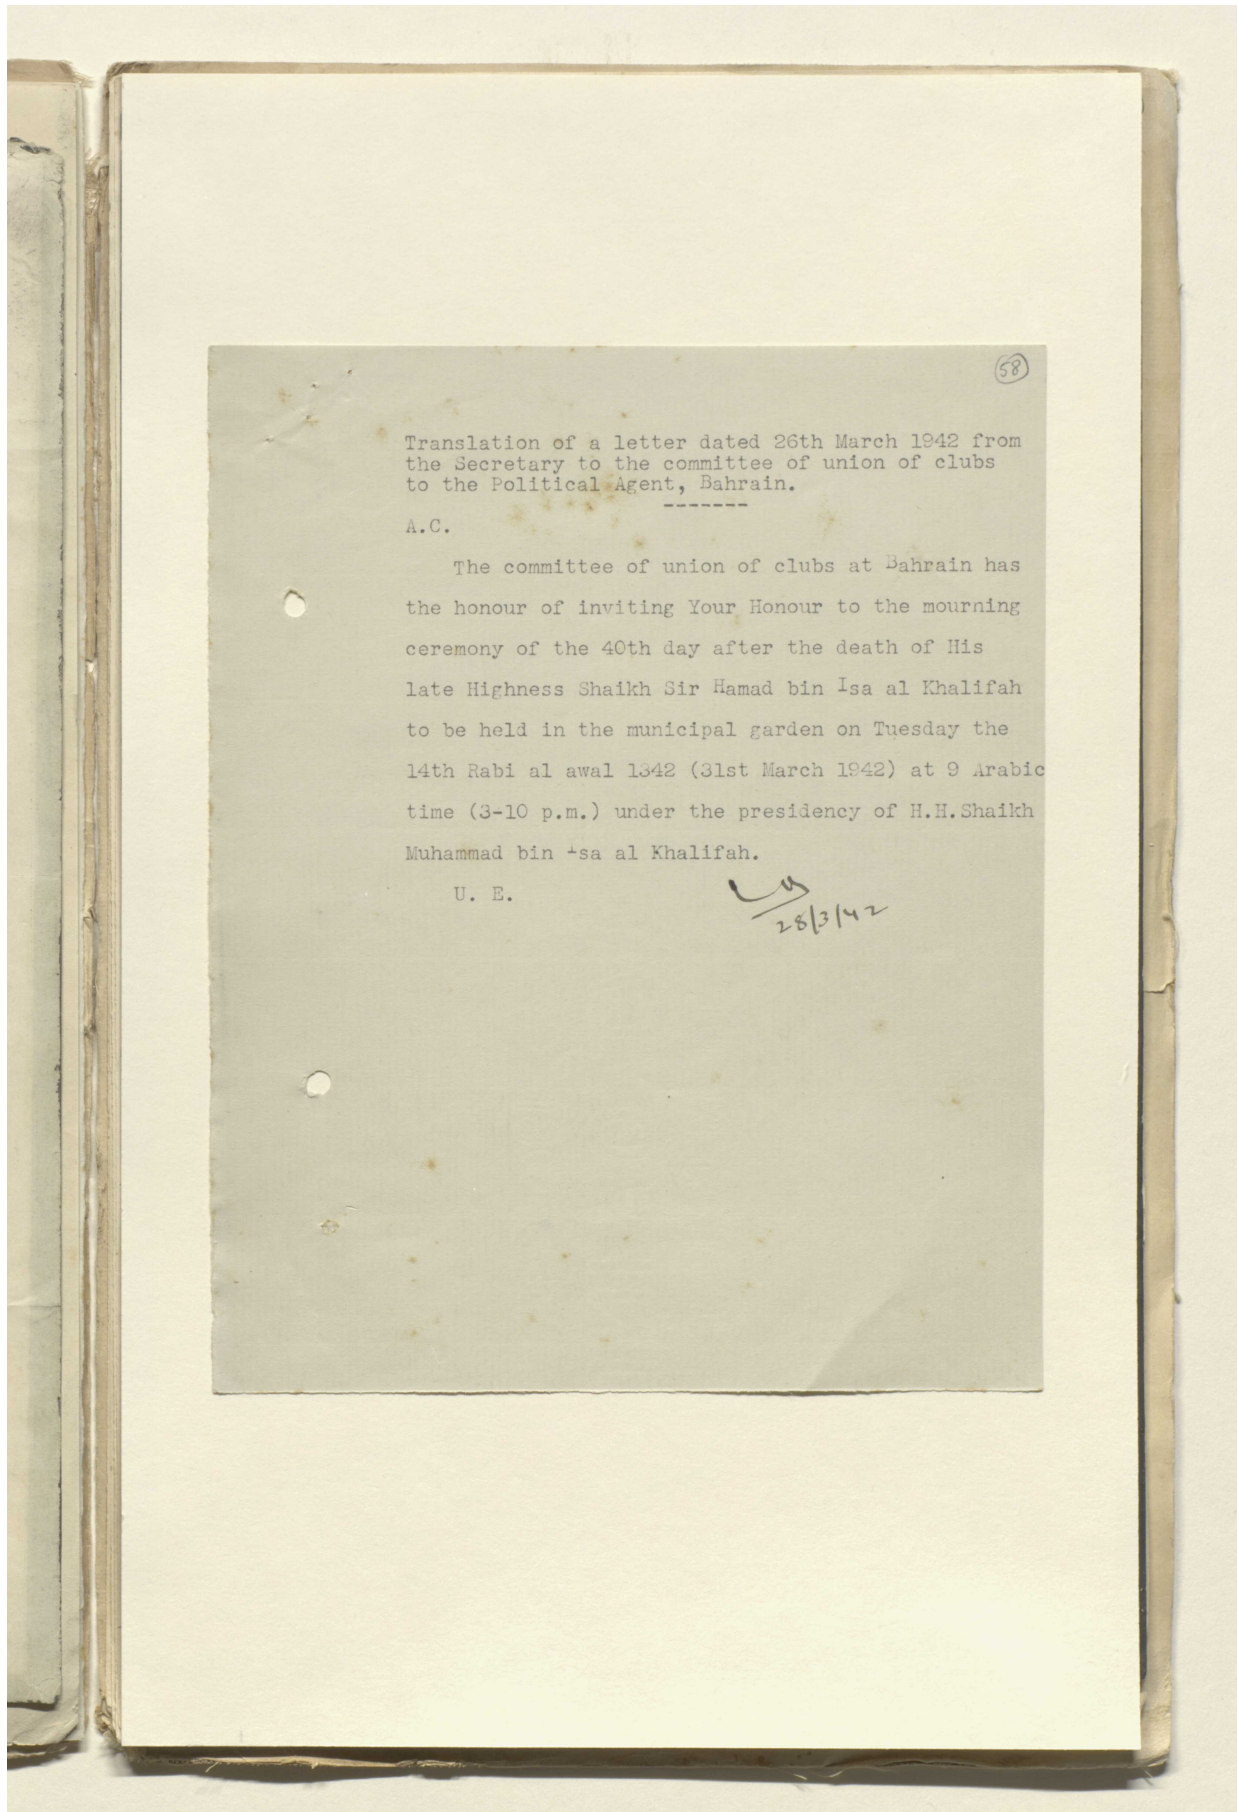 58
Translation of a letter dated 26th March 1942 from
the Secretary to the committee of union of clubs
to the Political Agent, Bahrain.
-------
A.C.
The committee of union of clubs at Bahrain has
the honour of inviting Your Honour to the mourning
ceremony of the 40th day after the death of His
late Highness Shaikh Sir Hamad bin Isa al Khalifah
to be held in the municipal garden on Tuesday the
14th Rabi al awal 1342 (31st March 1942) at 9 Arabic
time (3-10 p.m.) under the presidency of H.H.Shaikh
Muhammad bin Isa al Khalifah.
U. E.
28/3/42